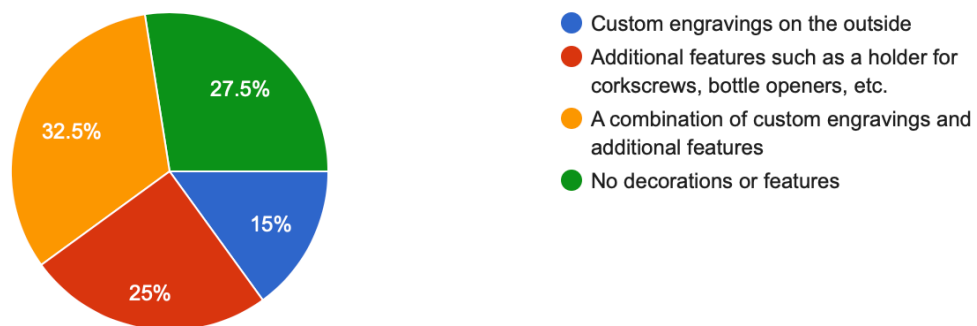 27.5%
32.5%
15%
25%
Custom engravings on the outside
Additional features such as a holder for
corkscrews, bottle openers, etc.
A combination of custom engravings and
additional features
No decorations or features